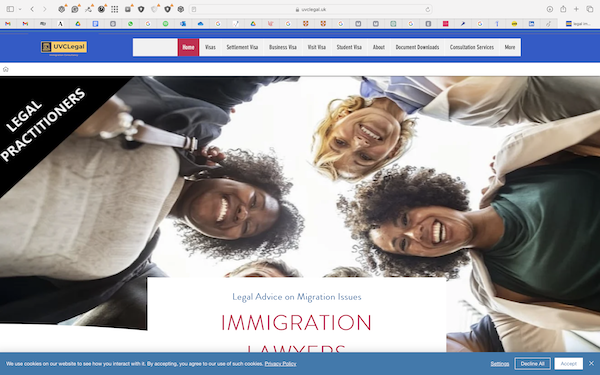 uvclegal.uk
legal im...
UVCLegal
Home Visas Settlement Visa Business Visa Visit Visa Student Visa About Document Downloads Consultation Services More
LEGAL
PRACTITIONERS
Legal Advice on Migration Issues
IMMIGRATION
LAWYERS
We use cookies on our website to see how you interact with it. By accepting, you agree to our use of such cookies. Privacy Policy
Settings
Decline All
Accept